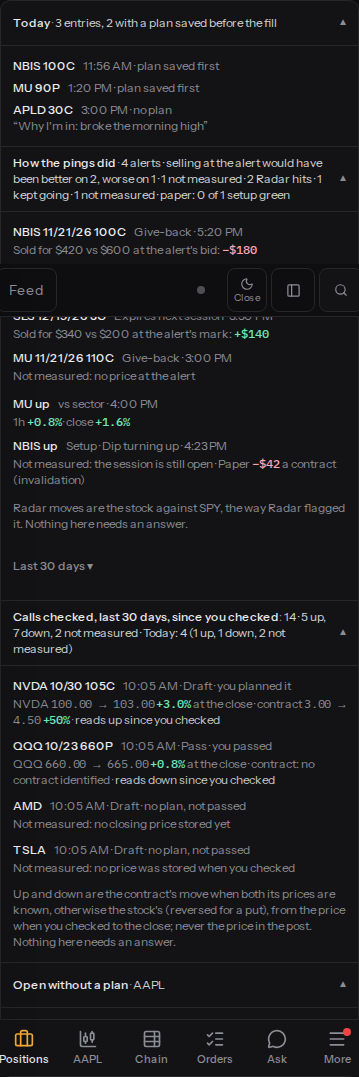 Today · 3 entries, 2 with a plan saved before the fill ▲
NBIS 100C 11:56 AM · plan saved first
MU 90P 1:20 PM · plan saved first
APLD 30C 3:00 PM · no plan
“Why I'm in: broke the morning high”
How the pings did · 4 alerts · selling at the alert would have
been better on 2, worse on 1 · 1 not measured · 2 Radar hits · 1
kept going · 1 not measured · paper: 0 of 1 setup green ▲
NBIS 11/21/26 100C Give-back · 5:20 PM
Sold for $420 vs $600 at the alert's bid: −$180
Feed
Close
Sold for $340 vs $200 at the alert's mark: +$140
MU 11/21/26 110C Give-back · 3:00 PM
Not measured: no price at the alert
MU up vs sector · 4:00 PM
1h +0.8% · close +1.6%
NBIS up Setup · Dip turning up · 4:23 PM
Not measured: the session is still open · Paper −$42 a contract
(invalidation)
Radar moves are the stock against SPY, the way Radar flagged
it. Nothing here needs an answer.
Last 30 days ▾
Calls checked, last 30 days, since you checked: 14 · 5 up,
7 down, 2 not measured · Today: 4 (1 up, 1 down, 2 not
measured) ▲
NVDA 10/30 105C 10:05 AM · Draft · you planned it
NVDA 100.00 → 103.00 +3.0% at the close · contract 3.00 →
4.50 +50% · reads up since you checked
QQQ 10/23 660P 10:05 AM · Pass · you passed
QQQ 660.00 → 665.00 +0.8% at the close · contract: no
contract identified · reads down since you checked
AMD 10:05 AM · Draft · no plan, not passed
Not measured: no closing price stored yet
TSLA 10:05 AM · Draft · no plan, not passed
Not measured: no price was stored when you checked
Up and down are the contract's move when both its prices are
known, otherwise the stock's (reversed for a put), from the price
when you checked to the close; never the price in the post.
Nothing here needs an answer.
Open without a plan · AAPL ▲
Positions AAPL Chain Orders Ask More